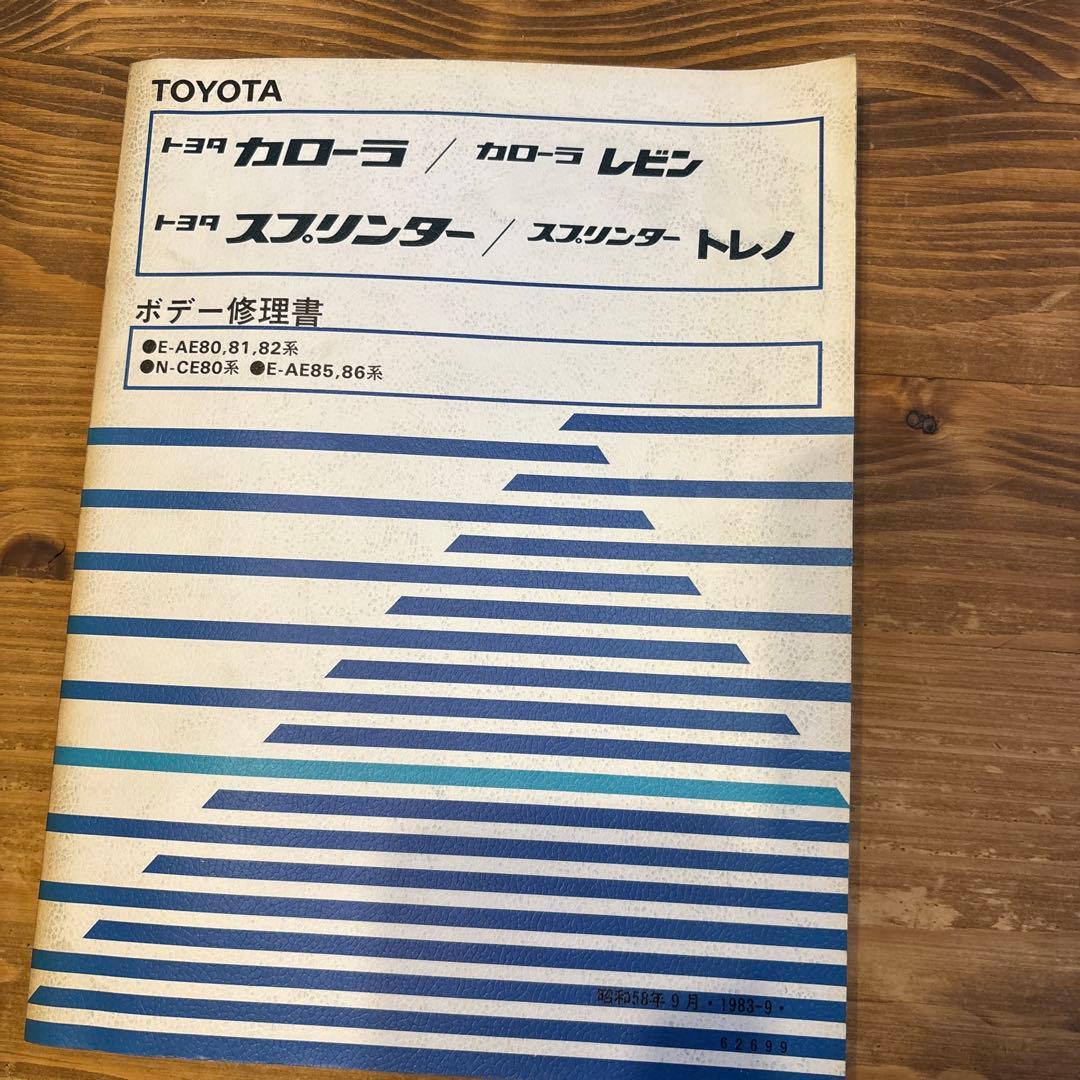 TOYOTA
トヨタ カローラ / カローラ レビン
トヨタ スプリンター / スプリンター トレノ
ボデー修理書
●E-AE80,81,82系
●N-CE80系 ●E-AE85,86系
昭和58年9月・1983-9・
62699